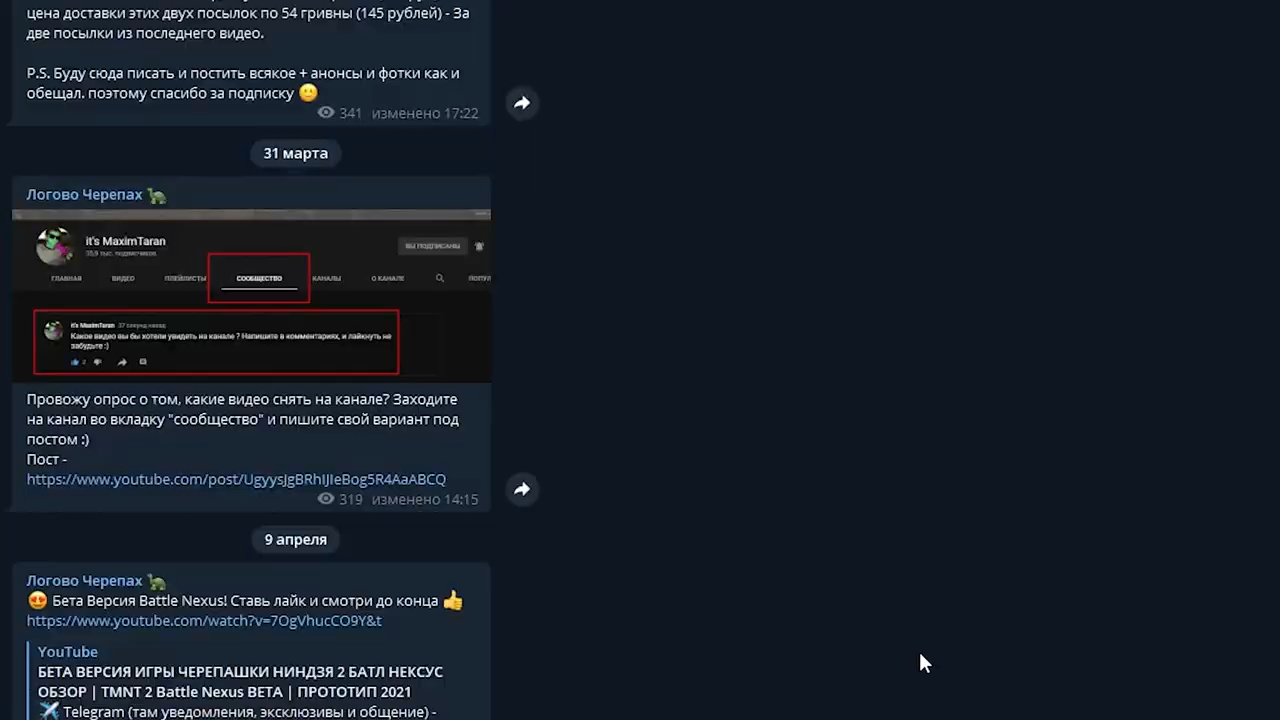 цена доставки этих двух посылок по 54 гривны (145 рублей) - За
две посылки из последнего видео.
P.S. Буду сюда писать и постить всякое + анонсы и фотки как и
обещал. поэтому спасибо за подписку 🙂
341 изменено 17:22
31 марта
Логово Черепах 🐢
it's MaximTaran
35,9 тыс. подписчиков
ВЫ ПОДПИСАНЫ
ГЛАВНАЯ ВИДЕО ПЛЕЙЛИСТЫ СООБЩЕСТВО КАНАЛЫ О КАНАЛЕ ПОПУЛ
it's MaximTaran 37 секунд назад
Какое видео вы бы хотели увидеть на канале ? Напишите в комментариях, и лайкнуть не
забудьте :)
Провожу опрос о том, какие видео снять на канале? Заходите
на канал во вкладку "сообщество" и пишите свой вариант под
постом :)
Пост -
https://www.youtube.com/post/UgyysJgBRhIJIeBog5R4AaABCQ
319 изменено 14:15
9 апреля
Логово Черепах 🐢
😍 Бета Версия Battle Nexus! Ставь лайк и смотри до конца 👍
https://www.youtube.com/watch?v=7OgVhucCO9Y&t
YouTube
БЕТА ВЕРСИЯ ИГРЫ ЧЕРЕПАШКИ НИНДЗЯ 2 БАТЛ НЕКСУС
ОБЗОР | TMNT 2 Battle Nexus BETA | ПРОТОТИП 2021
✈️ Telegram (там уведомления, эксклюзивы и общение) -